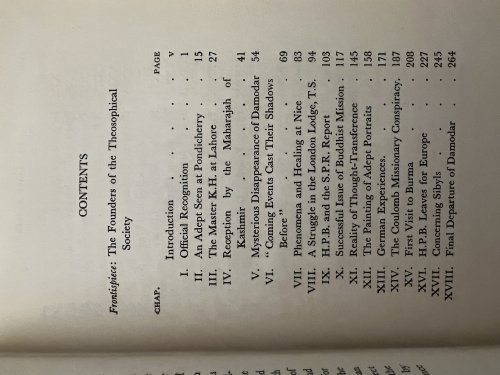 CONTENTS
Frontispiece: The Founders of the Theosophical
Society
CHAP. PAGE
Introduction . . . . . v
I. Official Recognition . . . . 1
II. An Adept Seen at Pondicherry . . 15
III. The Master K.H. at Lahore . . 27
IV. Reception by the Maharajah of
Kashmir . . . . . 41
V. Mysterious Disappearance of Damodar 54
VI. "Coming Events Cast Their Shadows
Before" . . . . . 69
VII. Phenomena and Healing at Nice . 83
VIII. A Struggle in the London Lodge, T.S. 94
IX. H.P.B. and the S.P.R. Report . 103
X. Successful Issue of Buddhist Mission . 117
XI. Reality of Thought-Transference . 145
XII. The Painting of Adept Portraits . 158
XIII. German Experiences. . . . 171
XIV. The Coulomb Missionary Conspiracy. 187
XV. First Visit to Burma . . . 208
XVI. H.P.B. Leaves for Europe . . 227
XVII. Concerning Sibyls . . . 245
XVIII. Final Departure of Damodar . . 264